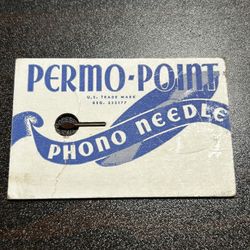 PERMO-POINT
U.S. TRADE MARK
REG. 333177
PHONO NEEDLE